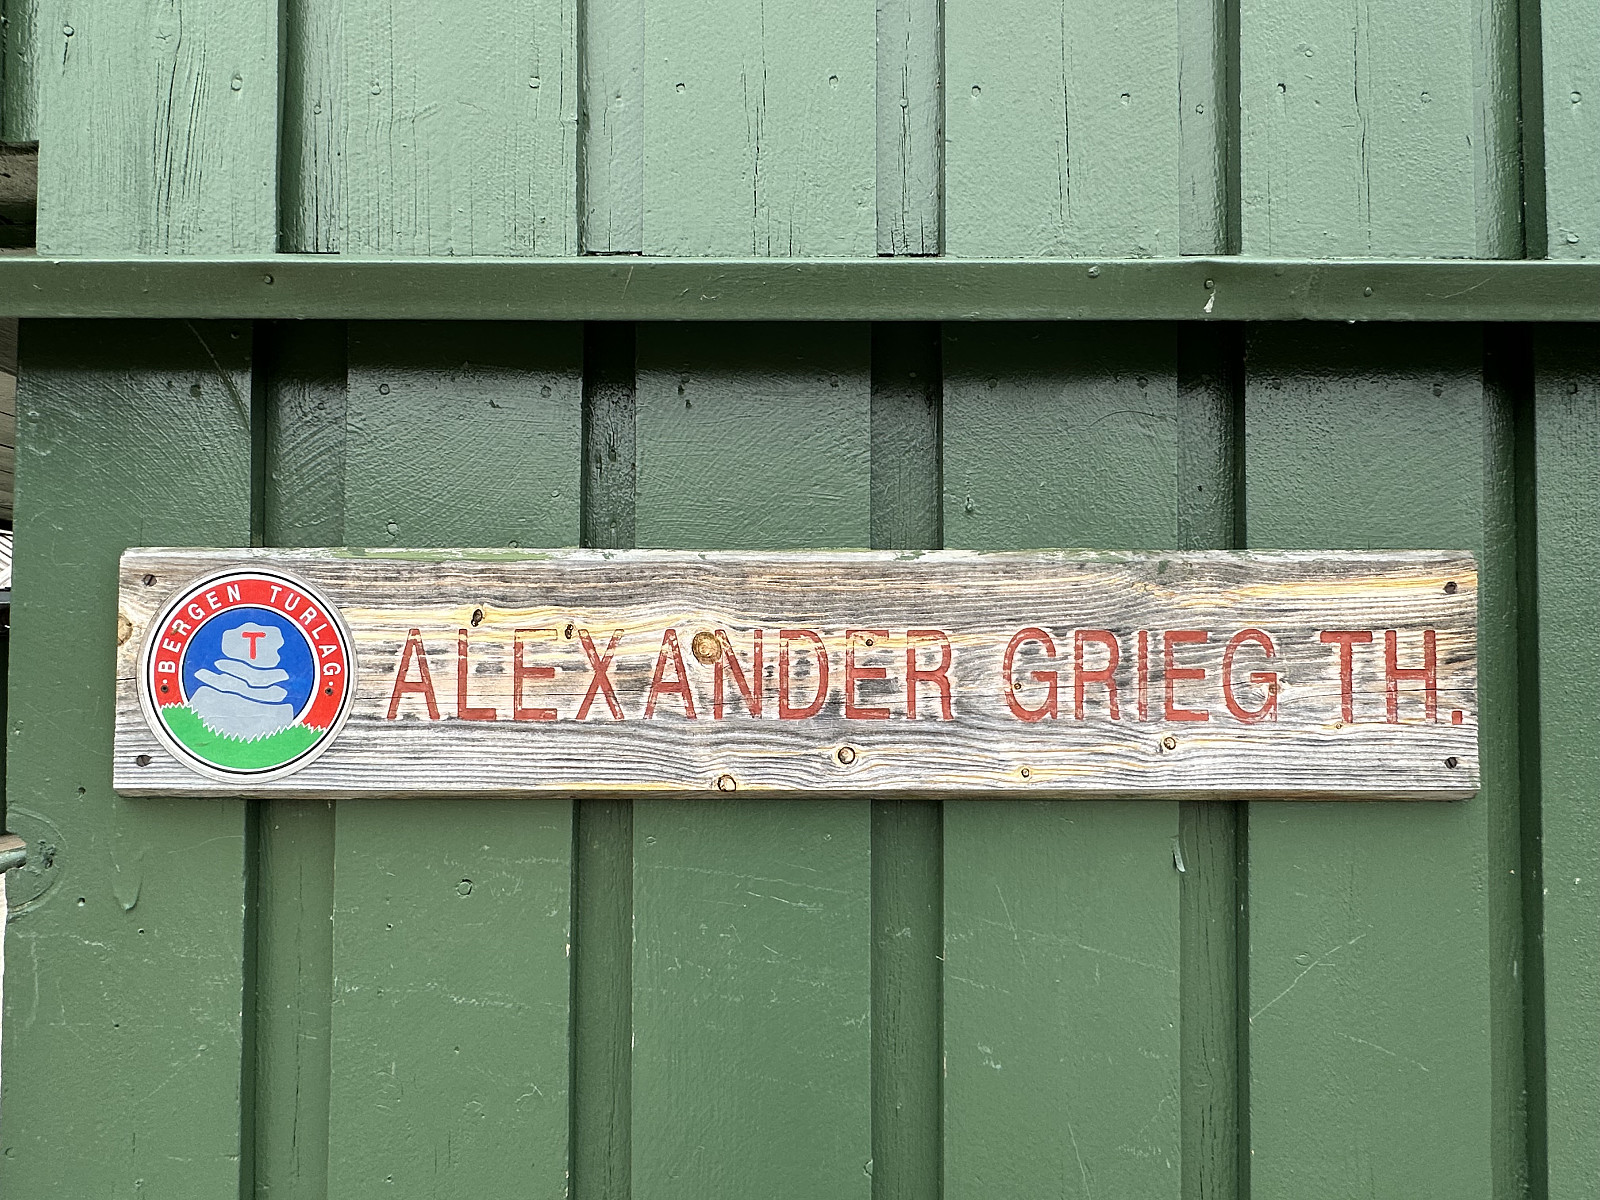 ·BERGEN TURLAG·
T
ALEXANDER GRIEG TH.